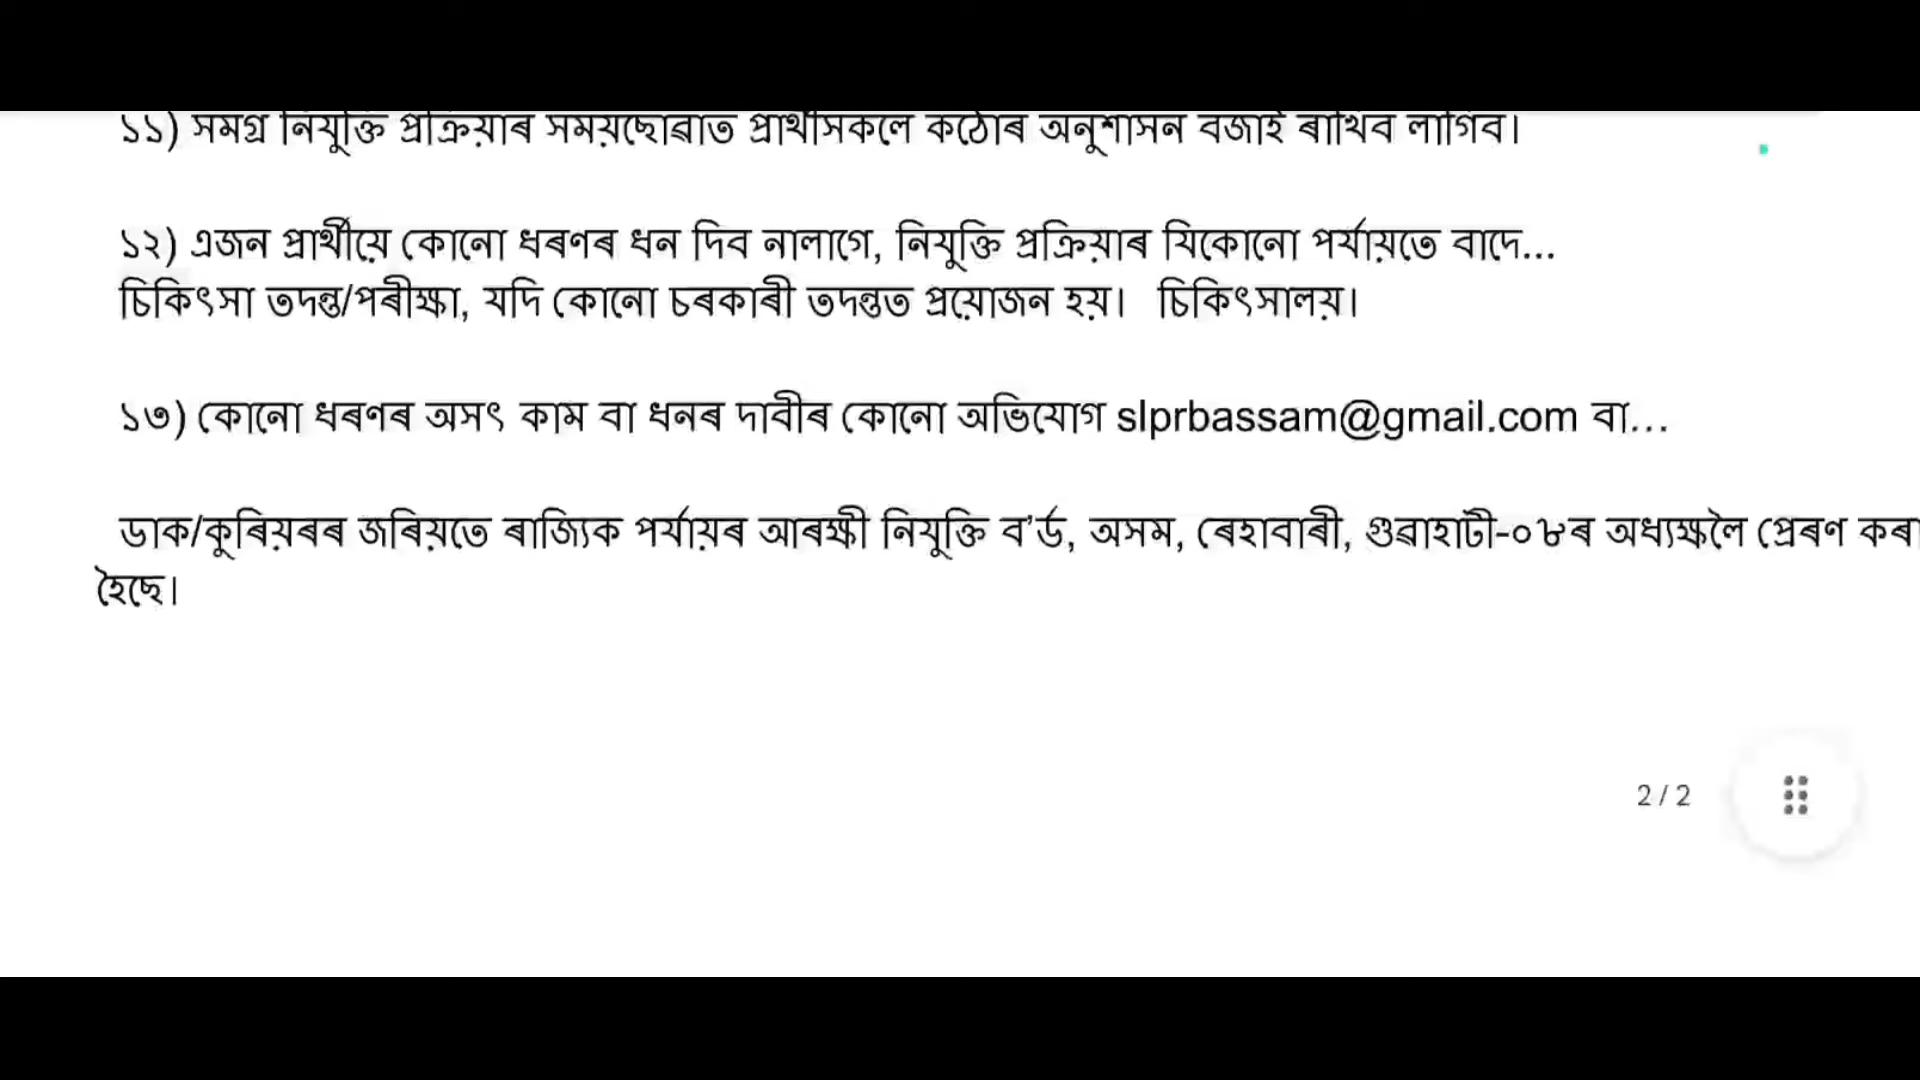 ১১) সমগ্ৰ নিযুক্তি প্ৰক্ৰিয়াৰ সময়ছোৱাত প্ৰাৰ্থীসকলে কঠোৰ অনুশাসন বজাই ৰাখিব লাগিব।
১২) এজন প্ৰাৰ্থীয়ে কোনো ধৰণৰ ধন দিব নালাগে, নিযুক্তি প্ৰক্ৰিয়াৰ যিকোনো পৰ্যায়তে বাদে...
চিকিৎসা তদন্ত/পৰীক্ষা, যদি কোনো চৰকাৰী তদন্তত প্ৰয়োজন হয়। চিকিৎসালয়।
১৩) কোনো ধৰণৰ অসৎ কাম বা ধনৰ দাবীৰ কোনো অভিযোগ slprbassam@gmail.com বা...
ডাক/কুৰিয়ৰৰ জৰিয়তে ৰাজ্যিক পৰ্যায়ৰ আৰক্ষী নিযুক্তি ব'ৰ্ড, অসম, ৰেহাবাৰী, গুৱাহাটী-০৮ৰ অধ্যক্ষলৈ প্ৰেৰণ কৰা
হৈছে।
2 / 2